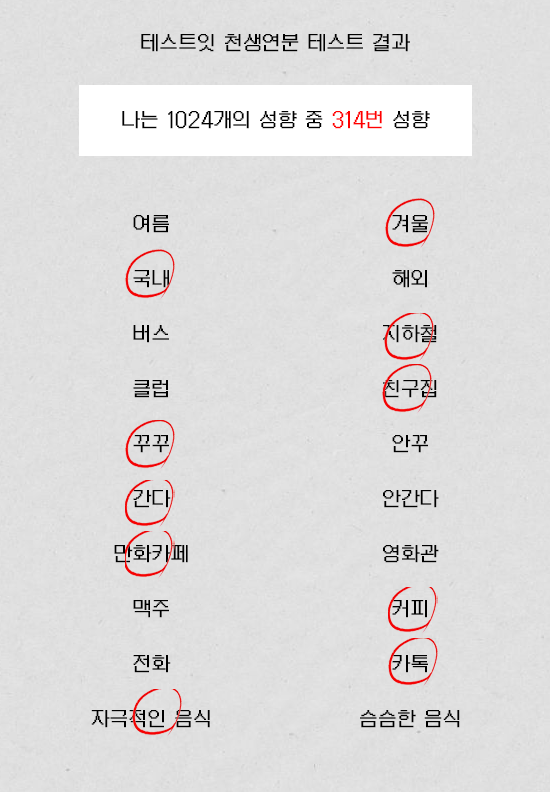 테스트잇 천생연분 테스트 결과
나는 1024개의 성향 중 314번 성향
여름 겨울
국내 해외
버스 지하철
클럽 친구집
꾸꾸 안꾸
간다 안간다
만화카페 영화관
맥주 커피
전화 카톡
자극적인 음식 슴슴한 음식